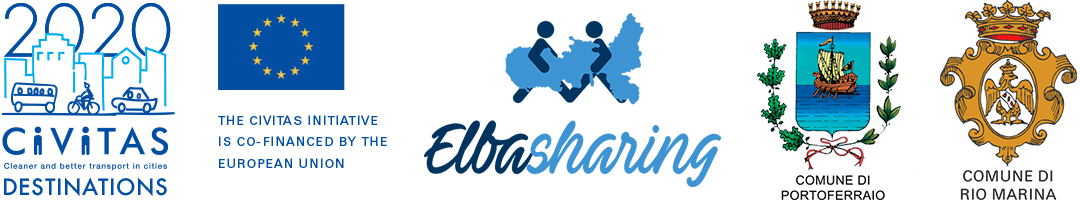 2020
CIVITAS
Cleaner and better transport in cities
DESTINATIONS
THE CIVITAS INITIATIVE
IS CO-FINANCED BY THE
EUROPEAN UNION
Elbasharing
COMUNE DI
PORTOFERRAIO
COMUNE DI
RIO MARINA